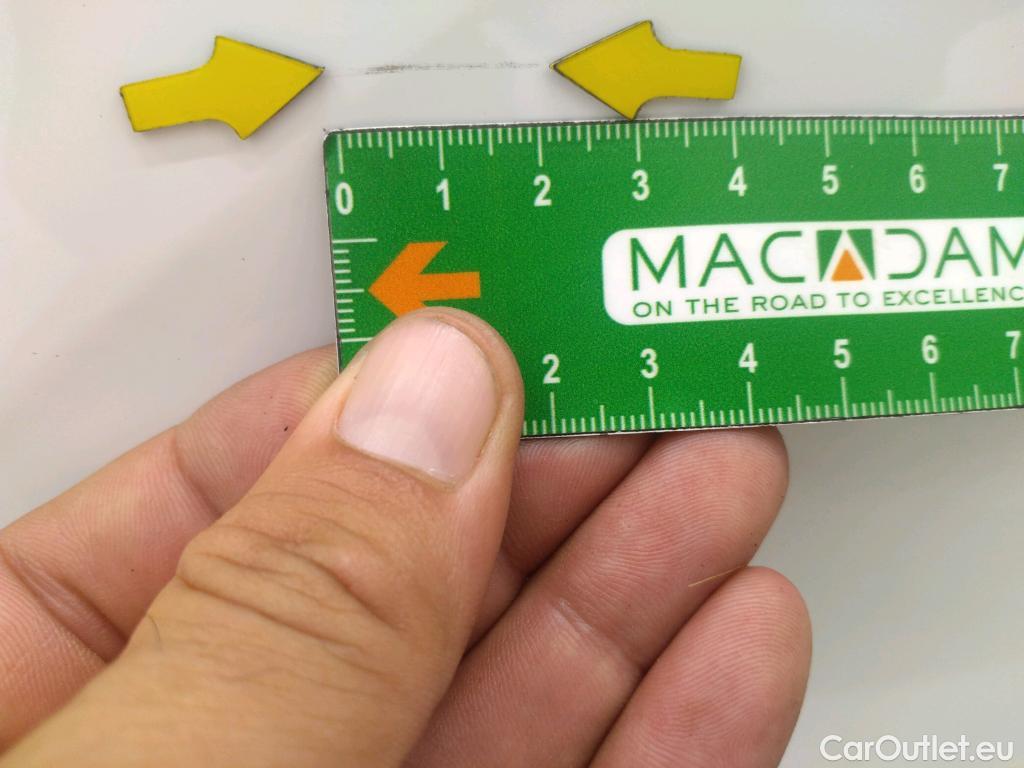 0 1 2 3 4 5 6 7
MACADAM
ON THE ROAD TO EXCELLENC
2 3 4 5 6 7
CarOutlet.eu